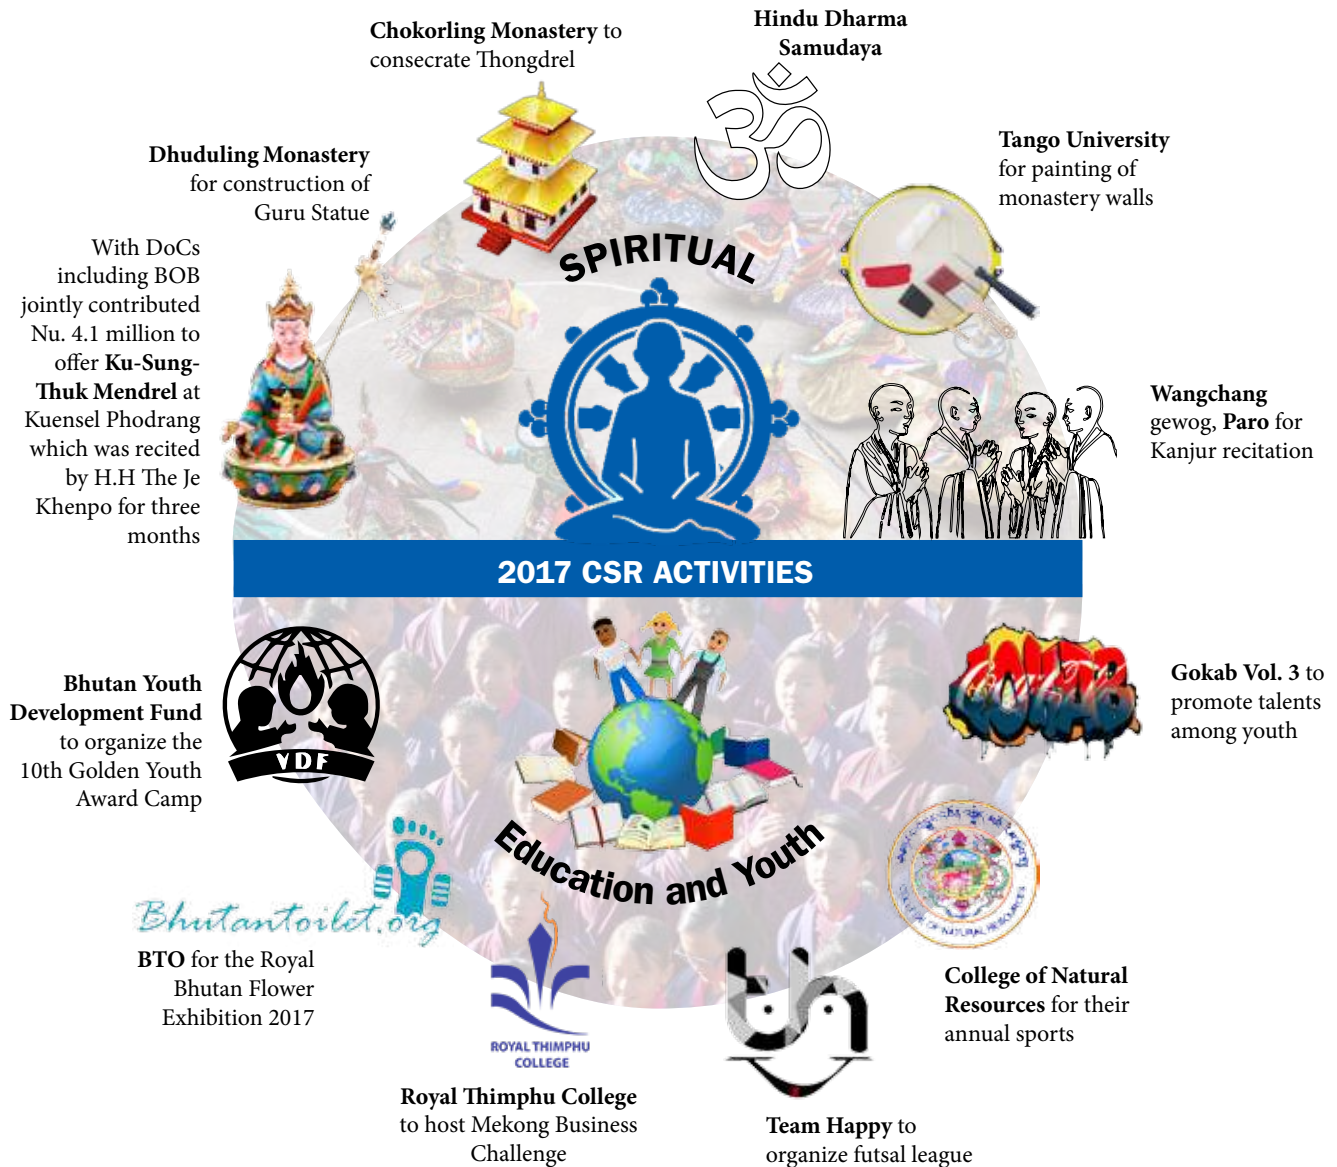 Chokorling Monastery to
consecrate Thongdrel
Hindu Dharma
Samudaya
ॐ
Tango University
for painting of
monastery walls
Dhuduling Monastery
for construction of
Guru Statue
With DoCs
including BOB
jointly contributed
Nu. 4.1 million to
offer Ku-Sung-
Thuk Mendrel at
Kuensel Phodrang
which was recited
by H.H The Je
Khenpo for three
months
SPIRITUAL
Wangchang
gewog, Paro for
Kanjur recitation
2017 CSR ACTIVITIES
Bhutan Youth
Development Fund
to organize the
10th Golden Youth
Award Camp
YDF
GOKAB
Gokab Vol. 3 to
promote talents
among youth
Education and Youth
Bhutantoilet.org
BTO for the Royal
Bhutan Flower
Exhibition 2017
ROYAL THIMPHU
COLLEGE
Royal Thimphu College
to host Mekong Business
Challenge
th
Team Happy to
organize futsal league
COLLEGE OF NATURAL RESOURCES
College of Natural
Resources for their
annual sports